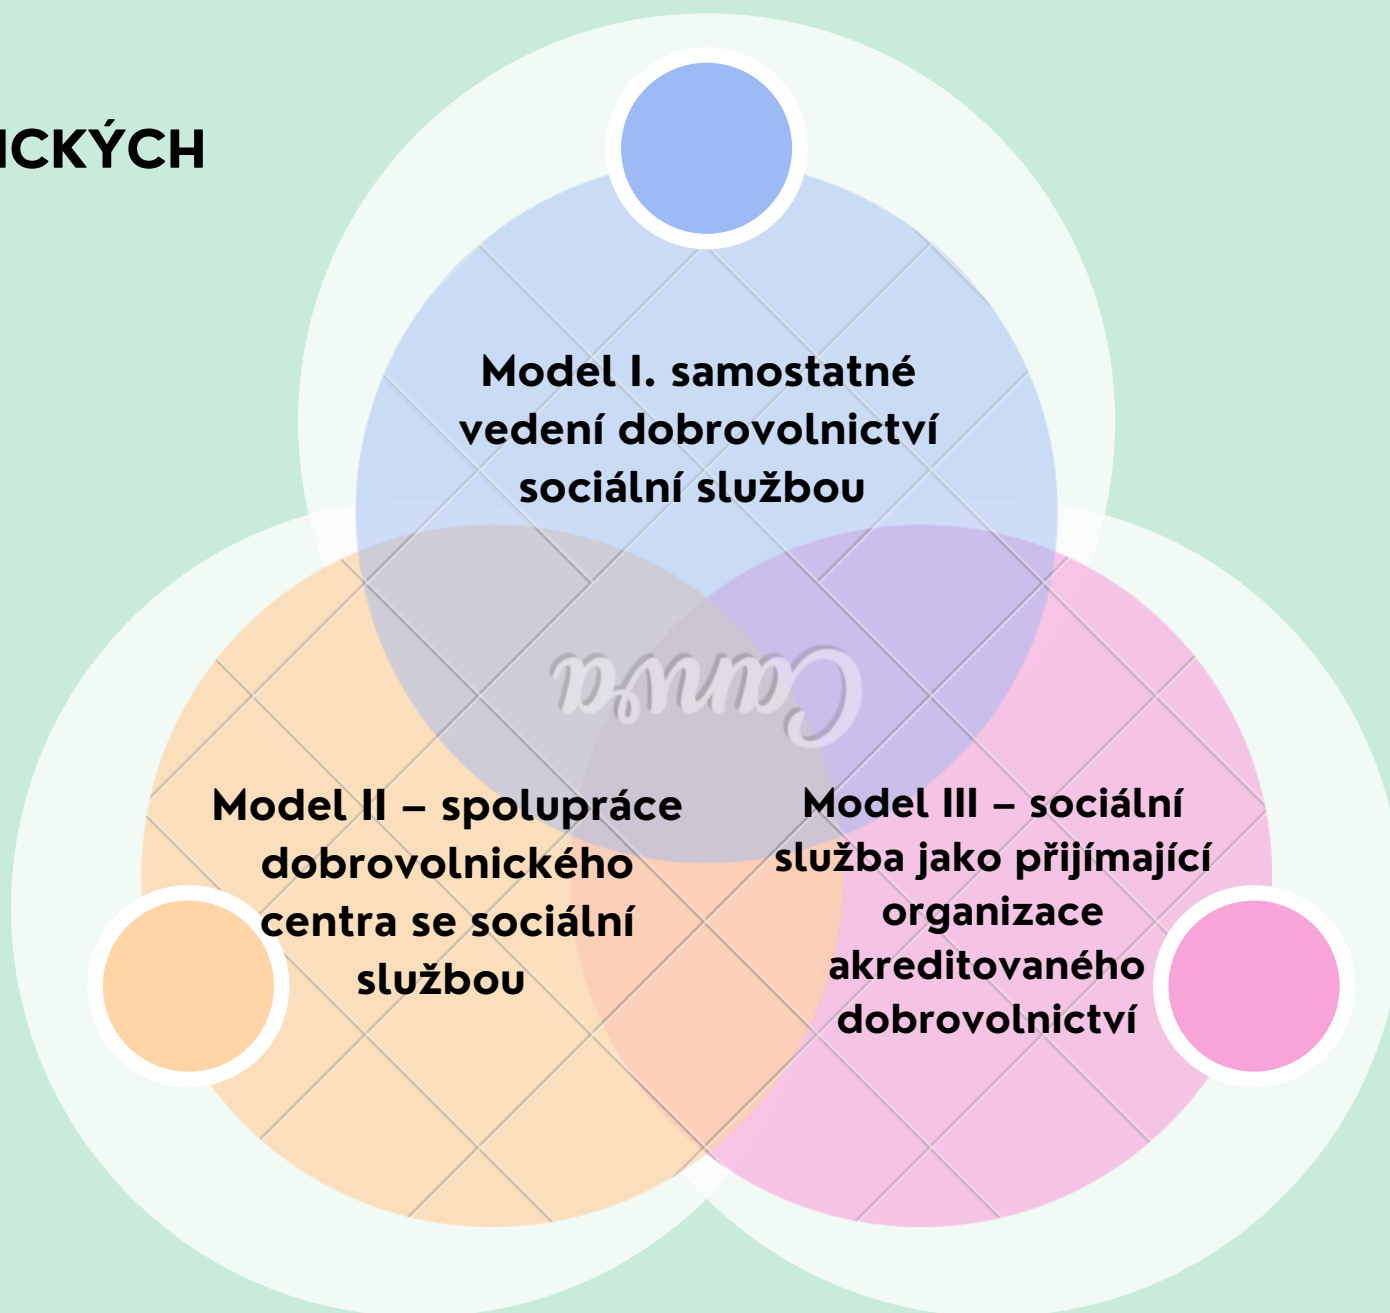 ICKÝCH
Model I. samostatné
vedení dobrovolnictví
sociální službou
Canva
Model II – spolupráce
dobrovolnického
centra se sociální
službou
Model III – sociální
služba jako přijímající
organizace
akreditovaného
dobrovolnictví